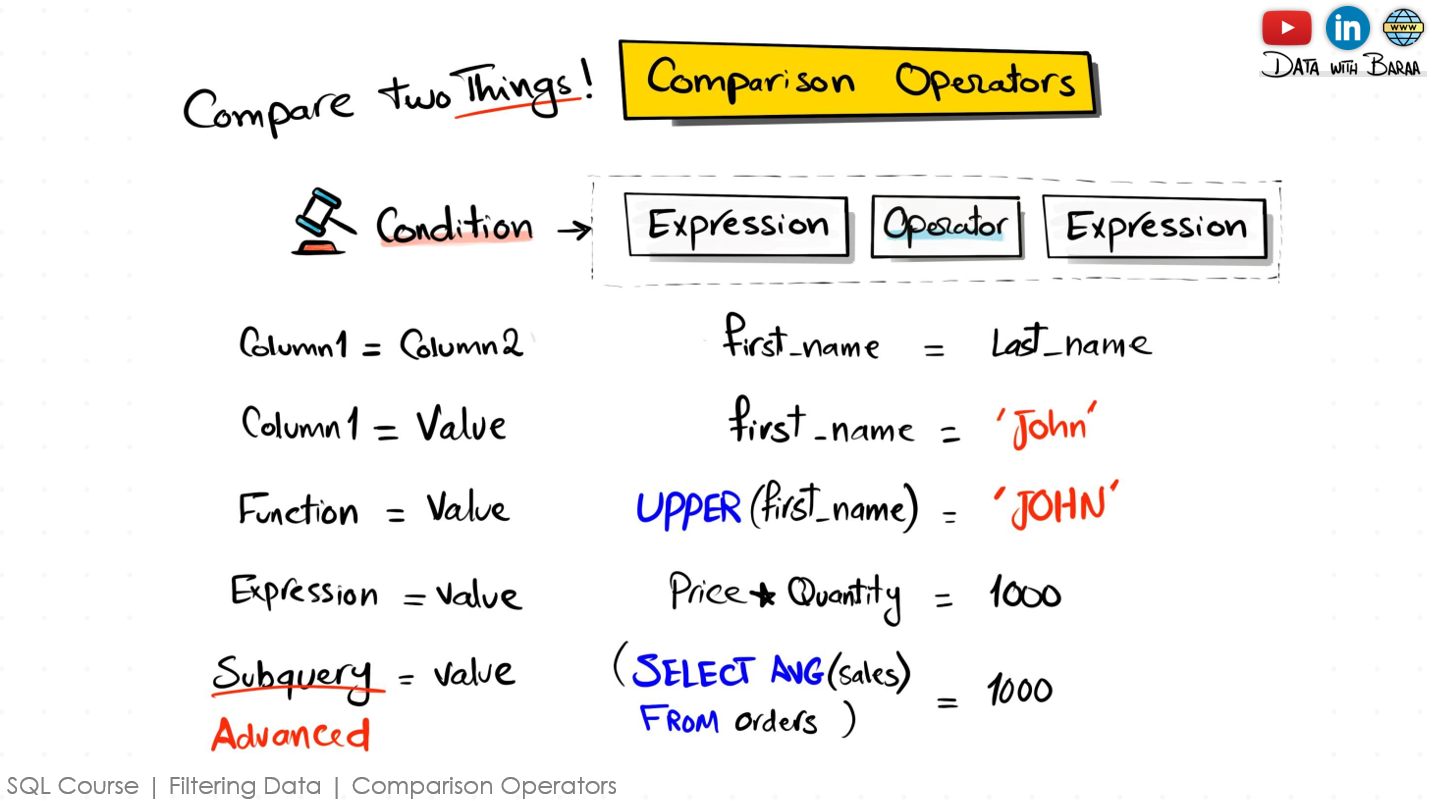 Compare two Things! Comparison Operators
WWW
in
DATA WITH BARAA
Condition → Expression Operator Expression
Column1 = Column2 first_name = Last_name
Column1 = Value first_name = 'John'
Function = Value UPPER(first_name) = 'JOHN'
Expression = value Price * Quantity = 1000
Subquery = value (SELECT AVG(sales) = 1000
Advanced FROM orders )
SQL Course | Filtering Data | Comparison Operators